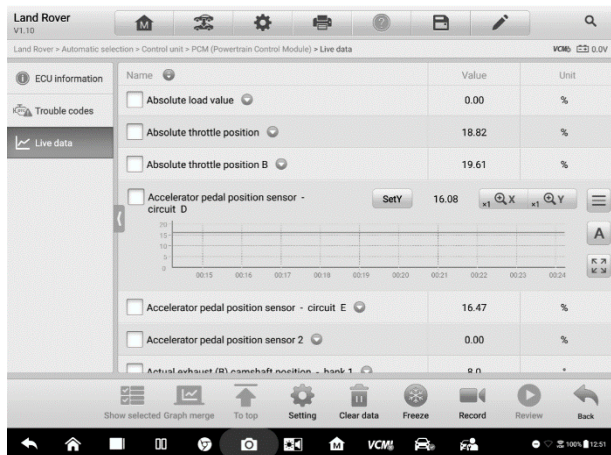 Land Rover
V1.10
Land Rover > Automatic selection > Control unit > PCM (Powertrain Control Module) > Live data
VCMI 0.0V
ECU information
Trouble codes
Live data
Name Value Unit
Absolute load value 0.00 %
Absolute throttle position 18.82 %
Absolute throttle position B 19.61 %
Accelerator pedal position sensor - circuit D SetY 16.08 x1 X x1 Y
A
20
15
10
5
0
00:15 00:16 00:17 00:18 00:19 00:20 00:21 00:22 00:23 00:24
Accelerator pedal position sensor - circuit E 16.47 %
Accelerator pedal position sensor 2 0.00 %
Actual exhaust (B) camshaft position - bank 1 8.0 °
Show selected Graph merge To top Setting Clear data Freeze Record Review Back
M VCMI 100% 12:51